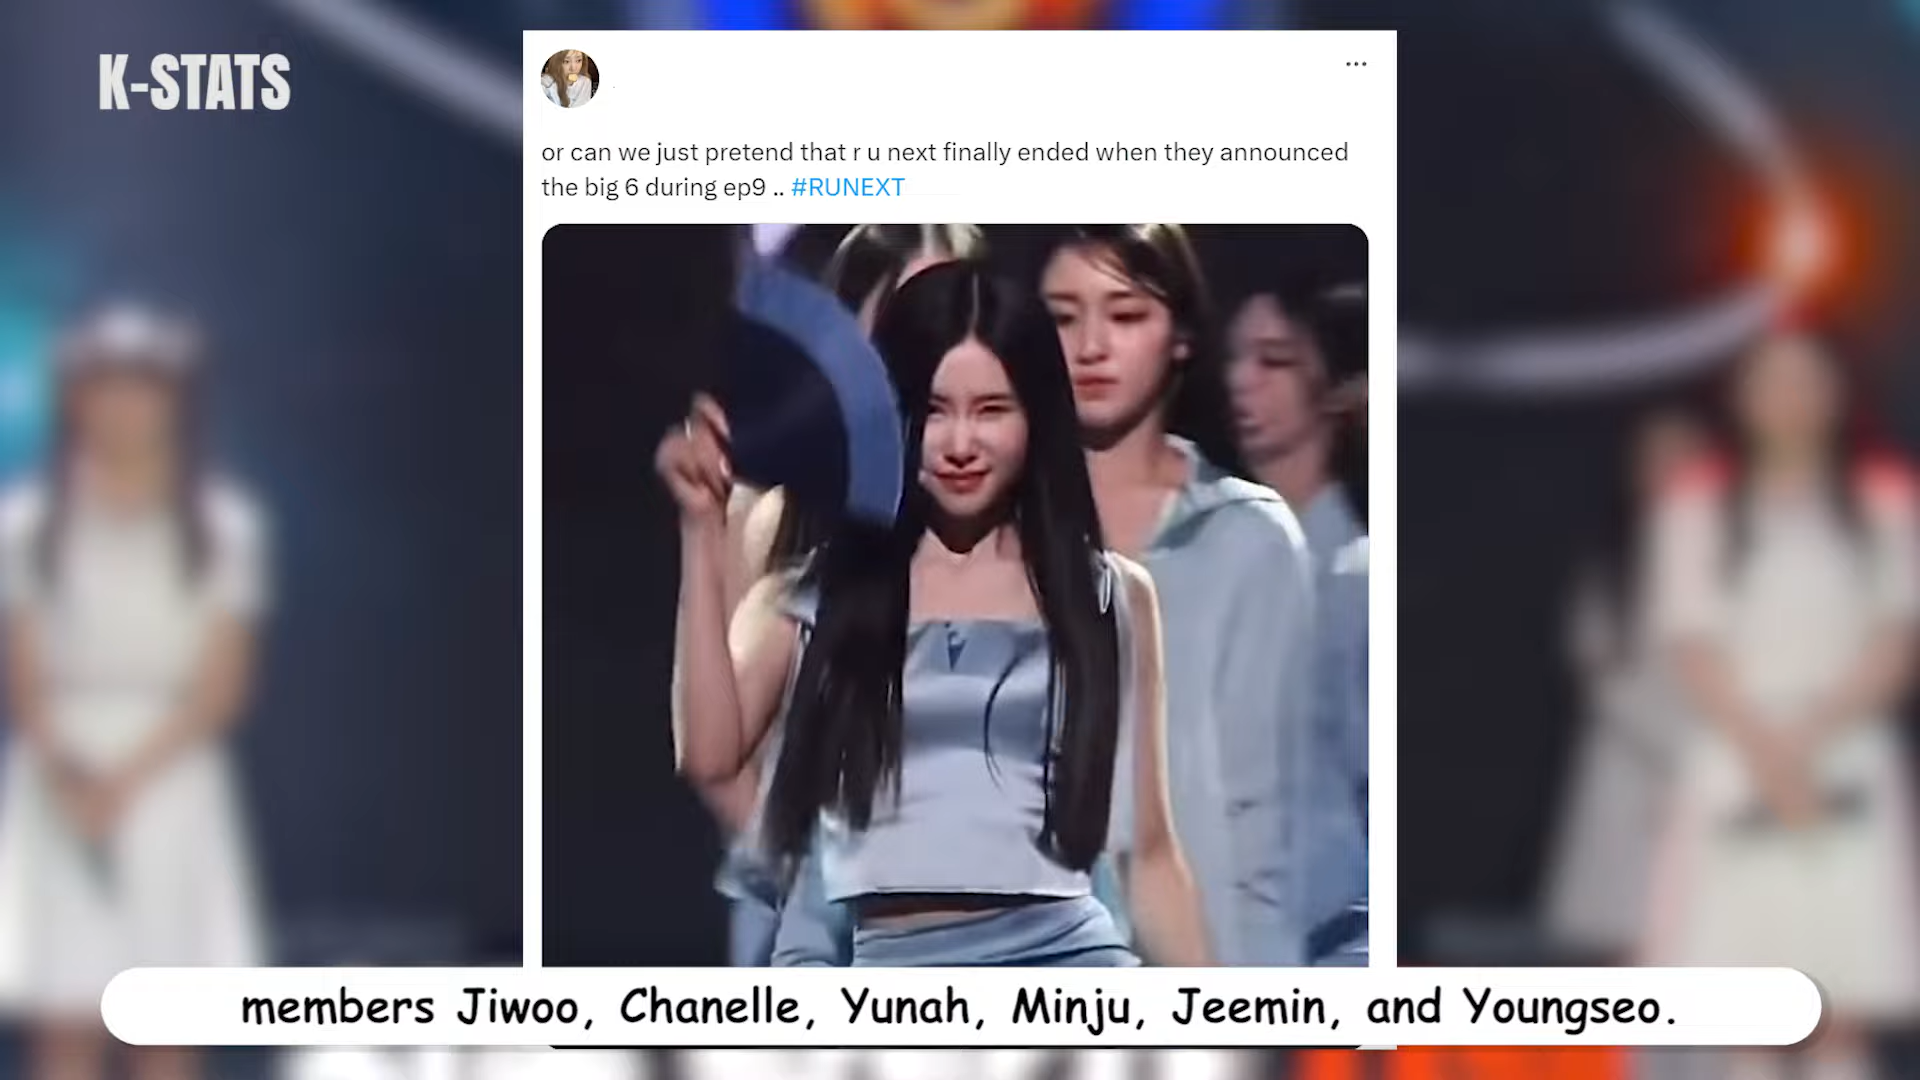 K-STATS
or can we just pretend that r u next finally ended when they announced
the big 6 during ep9 .. #RUNEXT
members Jiwoo, Chanelle, Yunah, Minju, Jeemin, and Youngseo.